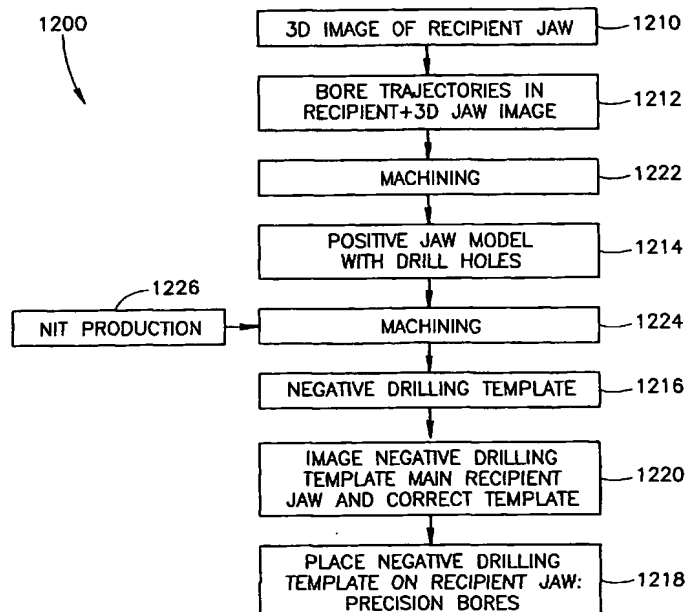 1200
3D IMAGE OF RECIPIENT JAW
1210
BORE TRAJECTORIES IN
RECIPIENT+3D JAW IMAGE
1212
MACHINING
1222
POSITIVE JAW MODEL
WITH DRILL HOLES
1214
1226
NIT PRODUCTION
MACHINING
1224
NEGATIVE DRILLING TEMPLATE
1216
IMAGE NEGATIVE DRILLING
TEMPLATE MAIN RECIPIENT
JAW AND CORRECT TEMPLATE
1220
PLACE NEGATIVE DRILLING
TEMPLATE ON RECIPIENT JAW:
PRECISION BORES
1218